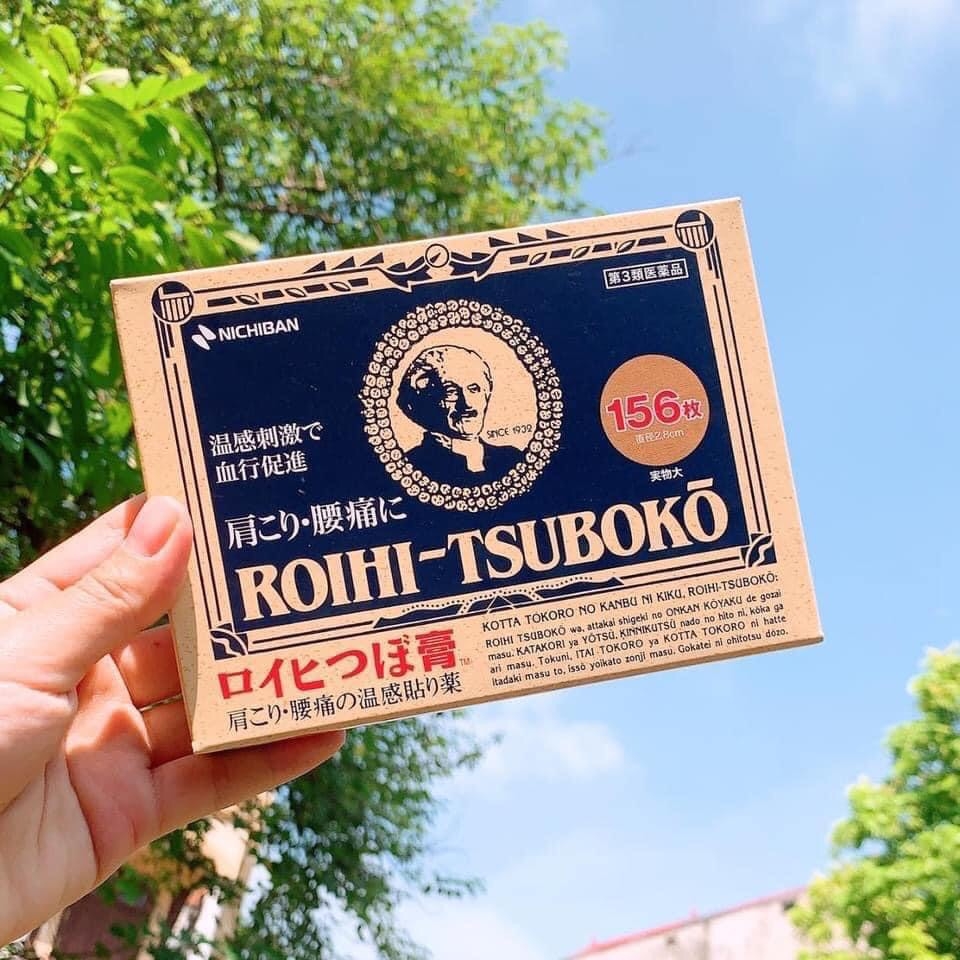 NICHIBAN
第3類医薬品
SINCE 1932
156枚
直径2.8cm
実物大
温感刺激で
血行促進
肩こり・腰痛に
ROIHI-TSUBOKŌ
ロイヒつぼ膏™
肩こり・腰痛の温感貼り薬
KOTTA TOKORO NO KANBU NI KIKU, ROIHI-TSUBOKŌ:
ROIHI TSUBOKŌ wa, attakai shigeki no ONKAN KŌYAKU de gozai
masu. KATAKORI ya YŌTSŪ, KINNIKUTSŪ nado no hito ni, kōka ga
ari masu. Tokuni, ITAI TOKORO ya KOTTA TOKORO ni hatte
itadaki masu to, issō yoikato zonji masu. Gokatei ni ohitotsu dōzo.